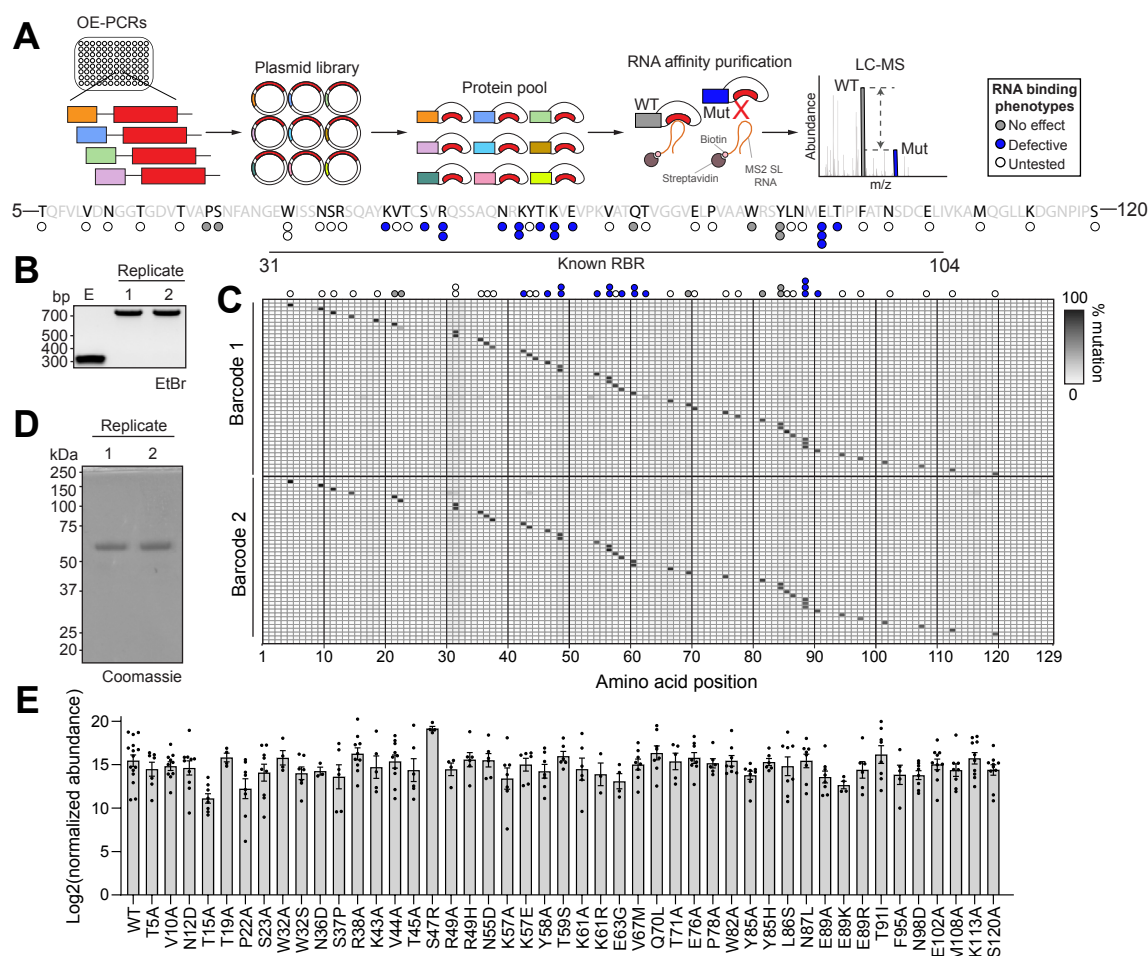 A
OE-PCRs
Plasmid library
Protein pool
RNA affinity purification
WT
Mut
X
Biotin
Streptavidin
MS2 SL
RNA
LC-MS
WT
Mut
Abundance
m/z
RNA binding
phenotypes
No effect
Defective
Untested
5—TQFVLVDNGGTGDVTVAPSNFANGEWISSNSRSQAYKVTCSVRQSSAQNRKYTIKVEVPKVATQTVGGVELPVAAWRSYLNMELTIPIFATNSDCELIVKAMQGLLKDGNPIPS—120
31 Known RBR 104
B
Replicate
bp E 1 2
700
500
400
300
EtBr
C
Barcode 1
Barcode 2
1 10 20 30 40 50 60 70 80 90 100 110 120 129
Amino acid position
100
0
% mutation
D
Replicate
kDa 1 2
250
150
100
75
50
37
25
20
Coomassie
E
Log2(normalized abundance)
20
15
10
5
0
WT T5A V10A N12D T15A T19A P22A S23A W32A W32S N36D S37P R38A K43A V44A T45A S47R R49A R49H N55D K57A K57E Y58A T59S K61A K61R E63G V67M Q70L T71A E76A P78A W82A Y85A Y85H L86S N87L E89A E89K E89R T91I F95A N98D E102A M108A K113A S120A